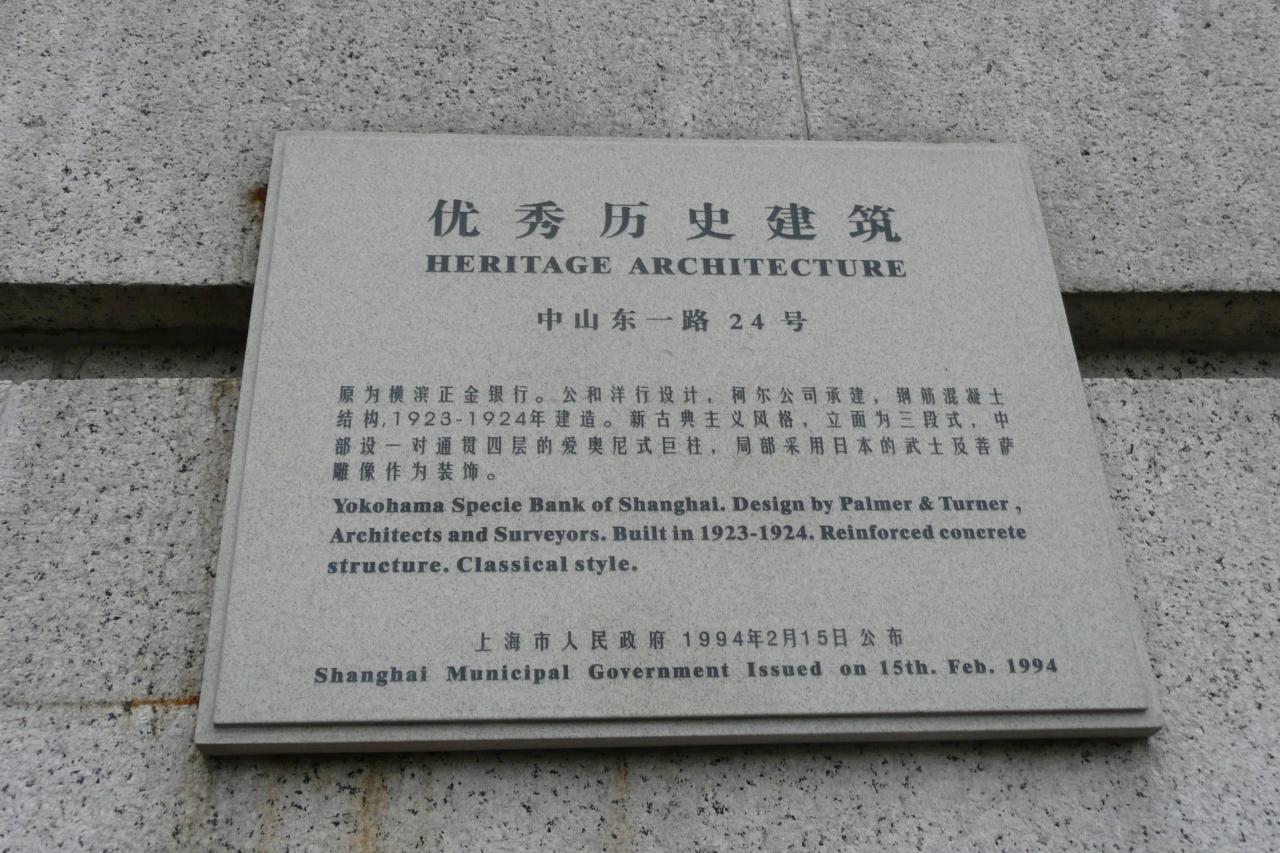 优秀历史建筑
HERITAGE ARCHITECTURE
中山东一路 24 号
原为横滨正金银行。公和洋行设计，柯尔公司承建，钢筋混凝土
结构,1923-1924年建造。新古典主义风格，立面为三段式，中
部设一对通贯四层的爱奥尼式巨柱，局部采用日本的武士及菩萨
雕像作为装饰。
Yokohama Specie Bank of Shanghai. Design by Palmer & Turner ,
Architects and Surveyors. Built in 1923-1924. Reinforced concrete
structure. Classical style.
上海市人民政府 1994年2月15日公布
Shanghai Municipal Government Issued on 15th. Feb. 1994